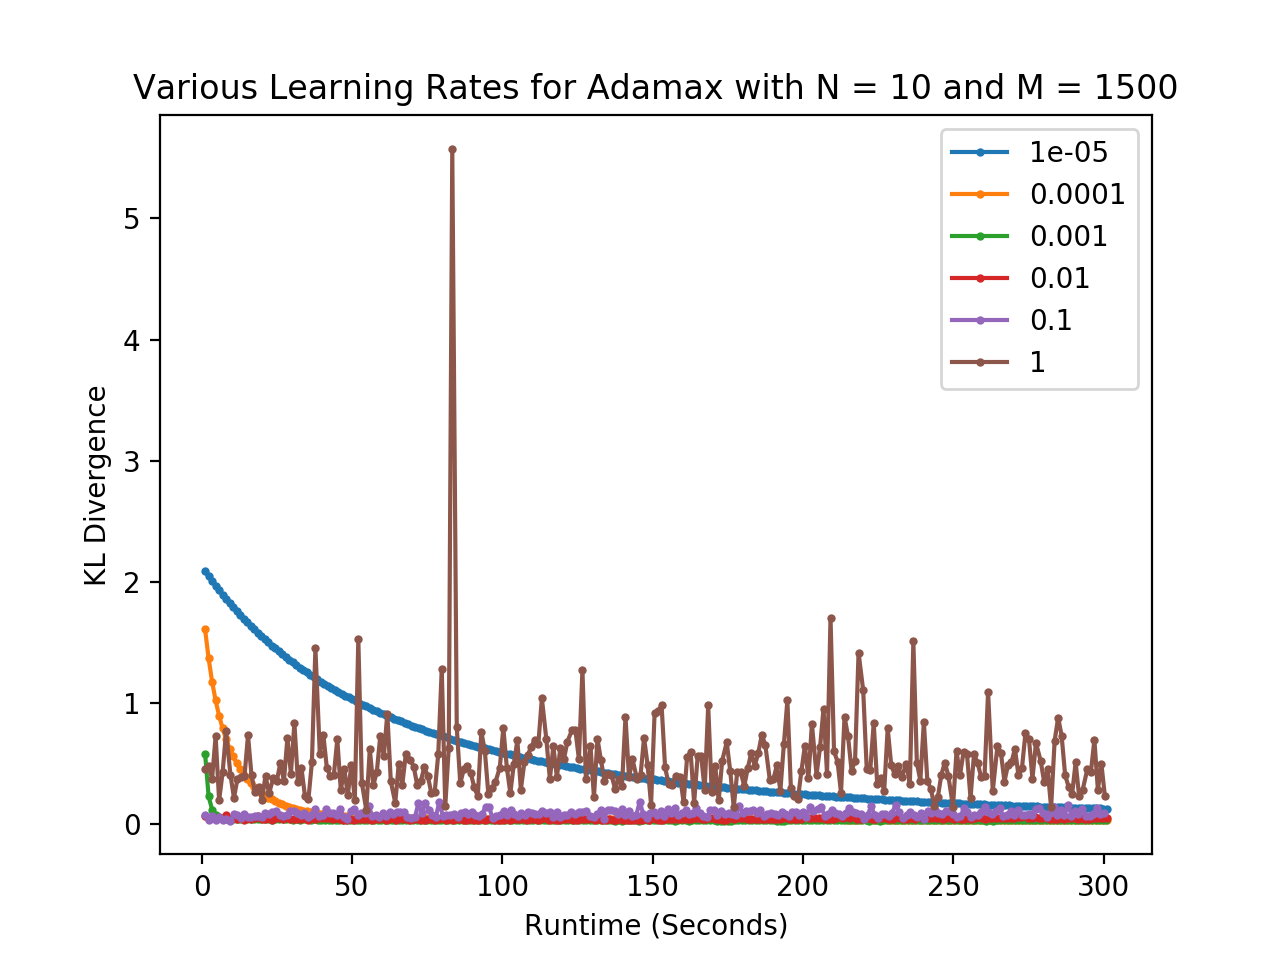 Various Learning Rates for Adamax with N = 10 and M = 1500
1e-05
0.0001
0.001
0.01
0.1
1
5
4
3
2
1
0
KL Divergence
0 50 100 150 200 250 300
Runtime (Seconds)